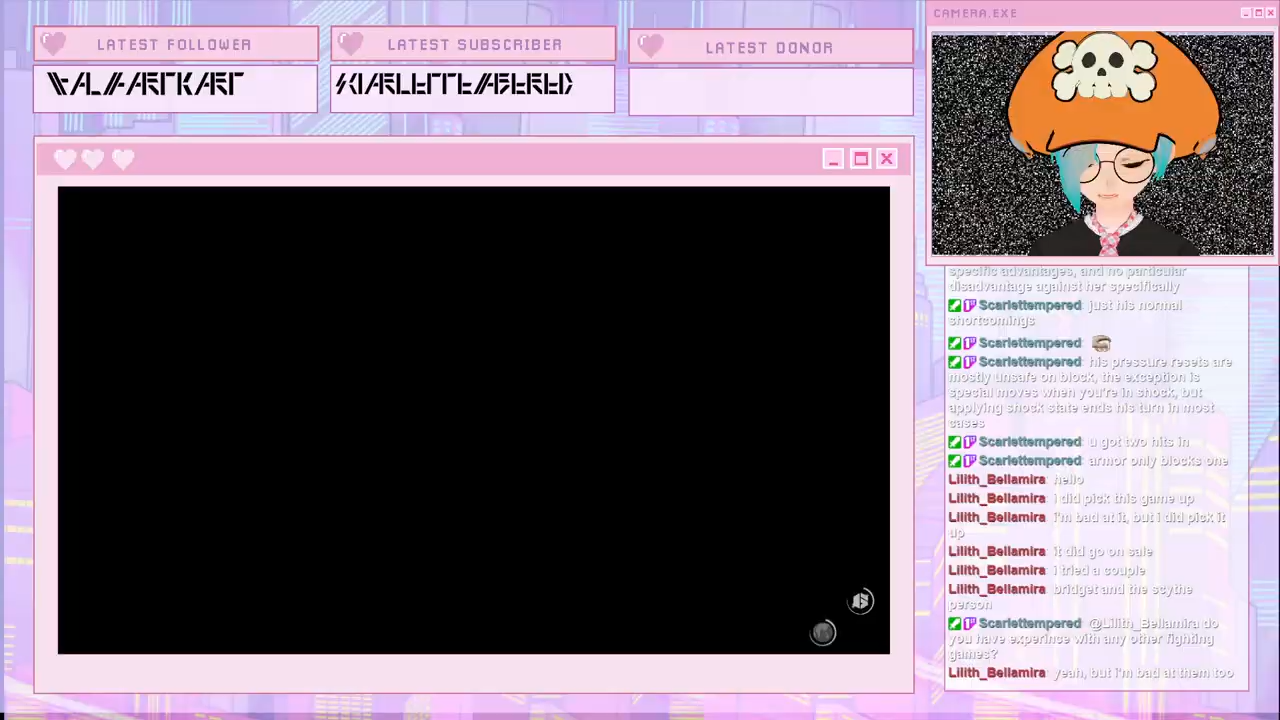 LATEST FOLLOWER
LATEST SUBSCRIBER
LATEST DONOR
CAMERA.EXE
specific advantages, and no particular
disadvantage against her specifically
Scarlettempered: just his normal
shortcomings
Scarlettempered:
Scarlettempered: his pressure resets are
mostly unsafe on block, the exception is
special moves when you're in shock, but
applying shock state ends his turn in most
cases
Scarlettempered: u got two hits in
Scarlettempered: armor only blocks one
Lilith_Bellamira: hello
Lilith_Bellamira: i did pick this game up
Lilith_Bellamira: i'm bad at it, but i did pick it
up
Lilith_Bellamira: it did go on sale
Lilith_Bellamira: i tried a couple
Lilith_Bellamira: bridget and the scythe
person
Scarlettempered: @Lilith_Bellamira do
you have experince with any other fighting
games?
Lilith_Bellamira: yeah, but i'm bad at them too